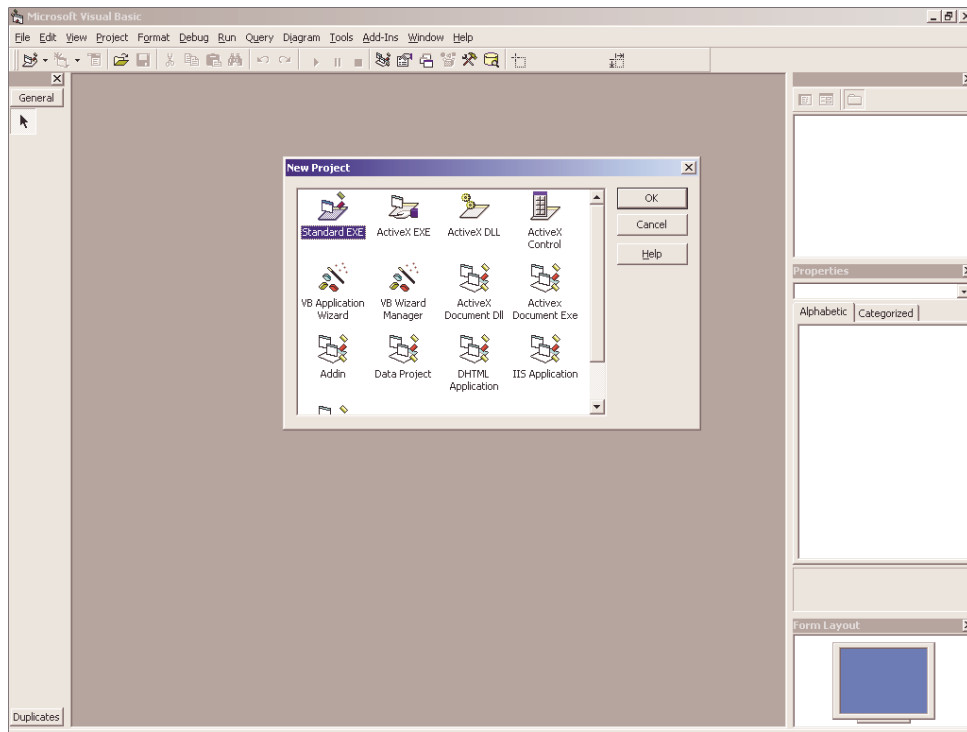 Microsoft Visual Basic
File Edit View Project Format Debug Run Query Diagram Tools Add-Ins Window Help
General
New Project
OK
Cancel
Help
Standard EXE
ActiveX EXE
ActiveX DLL
ActiveX
Control
VB Application
Wizard
VB Wizard
Manager
ActiveX
Document Dll
Activex
Document Exe
Addin
Data Project
DHTML
Application
IIS Application
Properties
Alphabetic
Categorized
Form Layout
Duplicates